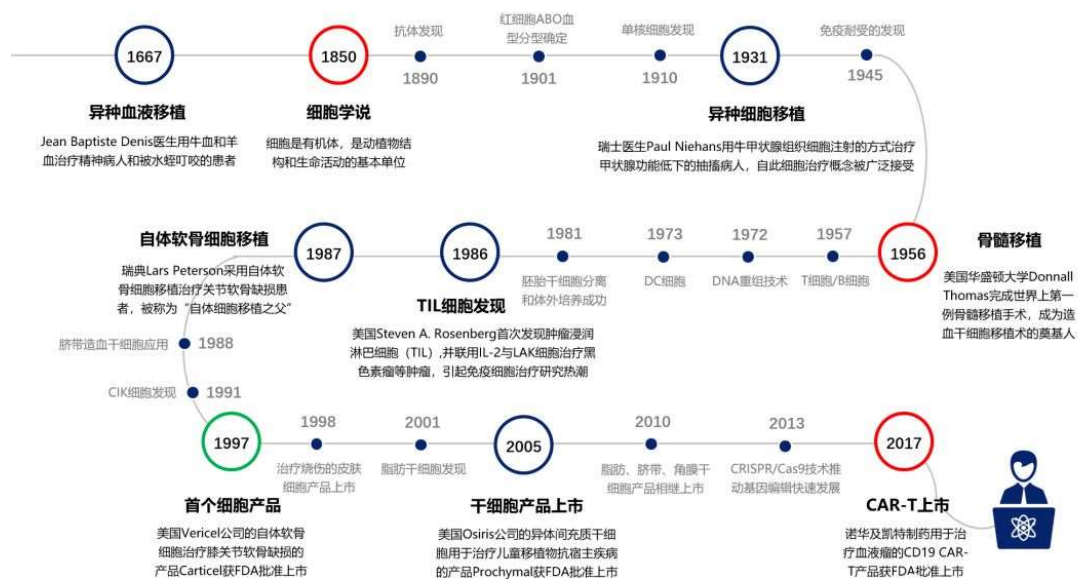 1667
异种血液移植
Jean Baptiste Denis医生用牛血和羊
血治疗精神病人和被水蛭叮咬的患者
1850
细胞学说
细胞是有机体，是动植物结
构和生命活动的基本单位
抗体发现
1890
红细胞ABO血
型分型确定
1901
单核细胞发现
1910
1931
异种细胞移植
瑞士医生Paul Niehans用牛甲状腺组织细胞注射的方式治疗
甲状腺功能低下的抽搐病人，自此细胞治疗概念被广泛接受
免疫耐受的发现
1945
1956
骨髓移植
美国华盛顿大学Donnall
Thomas完成世界上第一
例骨髓移植手术，成为造
血干细胞移植术的奠基人
1957
T细胞/B细胞
1972
DNA重组技术
1973
DC细胞
1981
胚胎干细胞分离
和体外培养成功
1986
TIL细胞发现
美国Steven A. Rosenberg首次发现肿瘤浸润
淋巴细胞（TIL）,并联用IL-2与LAK细胞治疗黑
色素瘤等肿瘤，引起免疫细胞治疗研究热潮
1987
自体软骨细胞移植
瑞典Lars Peterson采用自体软
骨细胞移植治疗关节软骨缺损患
者，被称为“自体细胞移植之父”
脐带造血干细胞应用
1988
CIK细胞发现
1991
1997
首个细胞产品
美国Vericel公司的自体软骨
细胞治疗膝关节软骨缺损的
产品Carticel获FDA批准上市
1998
治疗烧伤的皮肤
细胞产品上市
2001
脂肪干细胞发现
2005
干细胞产品上市
美国Osiris公司的异体间充质干细
胞用于治疗儿童移植物抗宿主疾病
的产品Prochymal获FDA批准上市
2010
脂肪、脐带、角膜干
细胞产品相继上市
2013
CRISPR/Cas9技术推
动基因编辑快速发展
2017
CAR-T上市
诺华及凯特制药用于治
疗血液瘤的CD19 CAR-
T产品获FDA批准上市